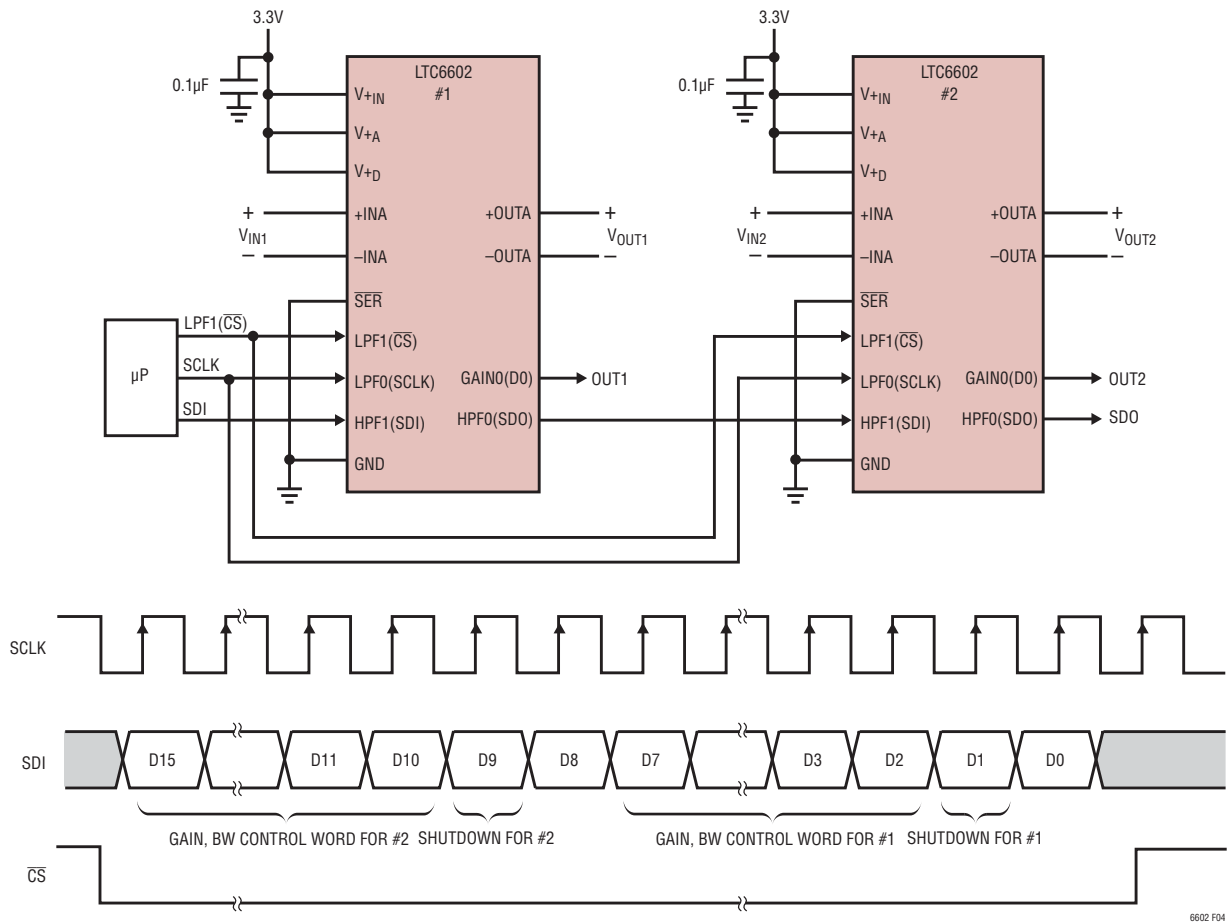 3.3V
0.1µF
LTC6602
#1
V+IN
V+A
V+D
+INA
–INA
SER
LPF1(CS)
LPF0(SCLK)
HPF1(SDI)
GND
+OUTA
–OUTA
GAIN0(D0)
HPF0(SDO)
+
VIN1
–
+
VOUT1
–
OUT1
µP
LPF1(CS)
SCLK
SDI
3.3V
0.1µF
LTC6602
#2
V+IN
V+A
V+D
+INA
–INA
SER
LPF1(CS)
LPF0(SCLK)
HPF1(SDI)
GND
+OUTA
–OUTA
GAIN0(D0)
HPF0(SDO)
+
VIN2
–
+
VOUT2
–
OUT2
SDO
SCLK
SDI
D15 D11 D10 D9 D8 D7 D3 D2 D1 D0
GAIN, BW CONTROL WORD FOR #2 SHUTDOWN FOR #2 GAIN, BW CONTROL WORD FOR #1 SHUTDOWN FOR #1
CS
6602 F04